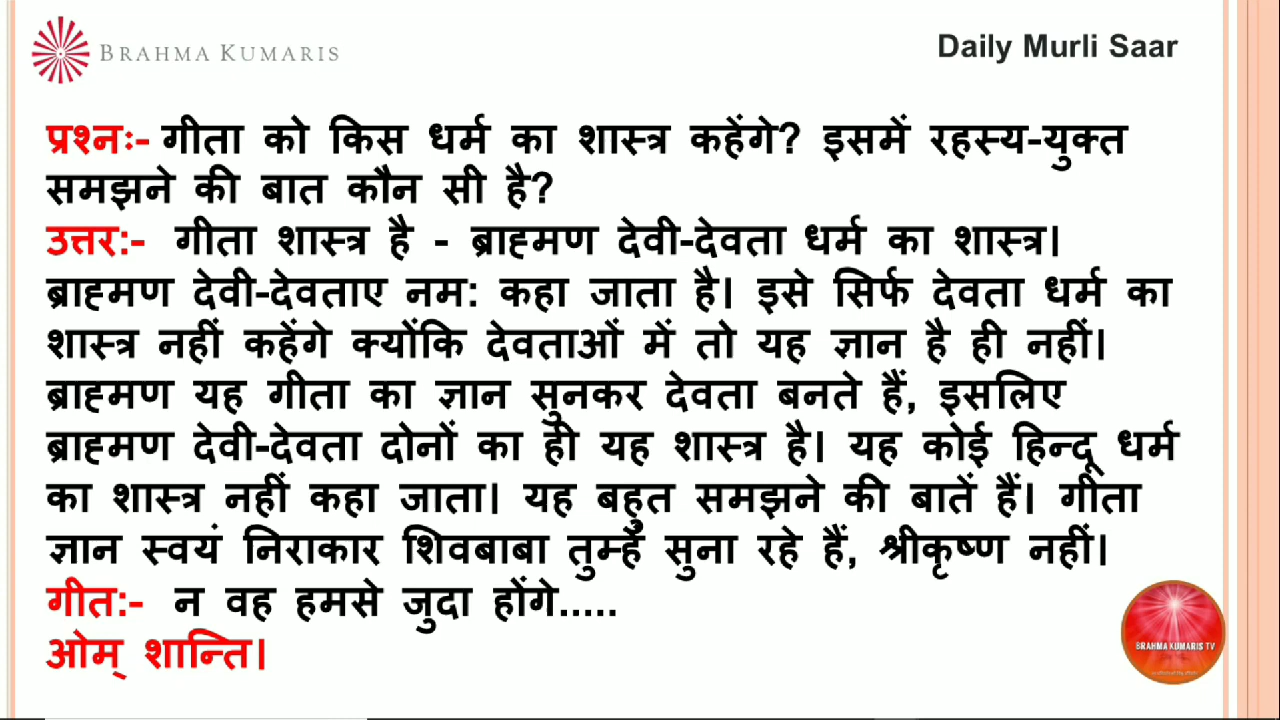 BRAHMA KUMARIS
Daily Murli Saar
प्रश्नः- गीता को किस धर्म का शास्त्र कहेंगे? इसमें रहस्य-युक्त
समझने की बात कौन सी है?
उत्तर:- गीता शास्त्र है - ब्राह्मण देवी-देवता धर्म का शास्त्र।
ब्राह्मण देवी-देवताए नम: कहा जाता है। इसे सिर्फ देवता धर्म का
शास्त्र नहीं कहेंगे क्योंकि देवताओं में तो यह ज्ञान है ही नहीं।
ब्राह्मण यह गीता का ज्ञान सुनकर देवता बनते हैं, इसलिए
ब्राह्मण देवी-देवता दोनों का ही यह शास्त्र है। यह कोई हिन्दू धर्म
का शास्त्र नहीं कहा जाता। यह बहुत समझने की बातें हैं। गीता
ज्ञान स्वयं निराकार शिवबाबा तुम्हें सुना रहे हैं, श्रीकृष्ण नहीं।
गीत:- न वह हमसे जुदा होंगे.....
ओम् शान्ति।
BRAHMA KUMARIS TV